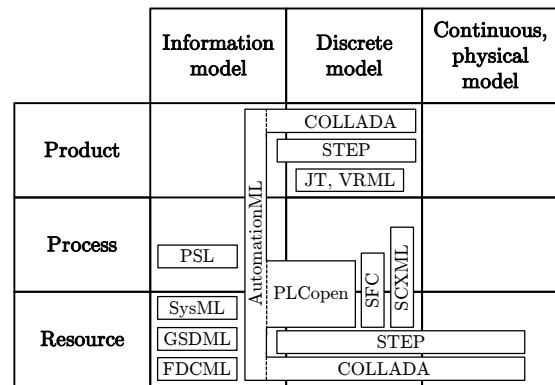 Information
model
Discrete
model
Continuous,
physical
model
Product
COLLADA
STEP
JT, VRML
AutomationML
Process
PSL
PLCopen
SFC
SCXML
Resource
SysML
GSDML
FDCML
STEP
COLLADA